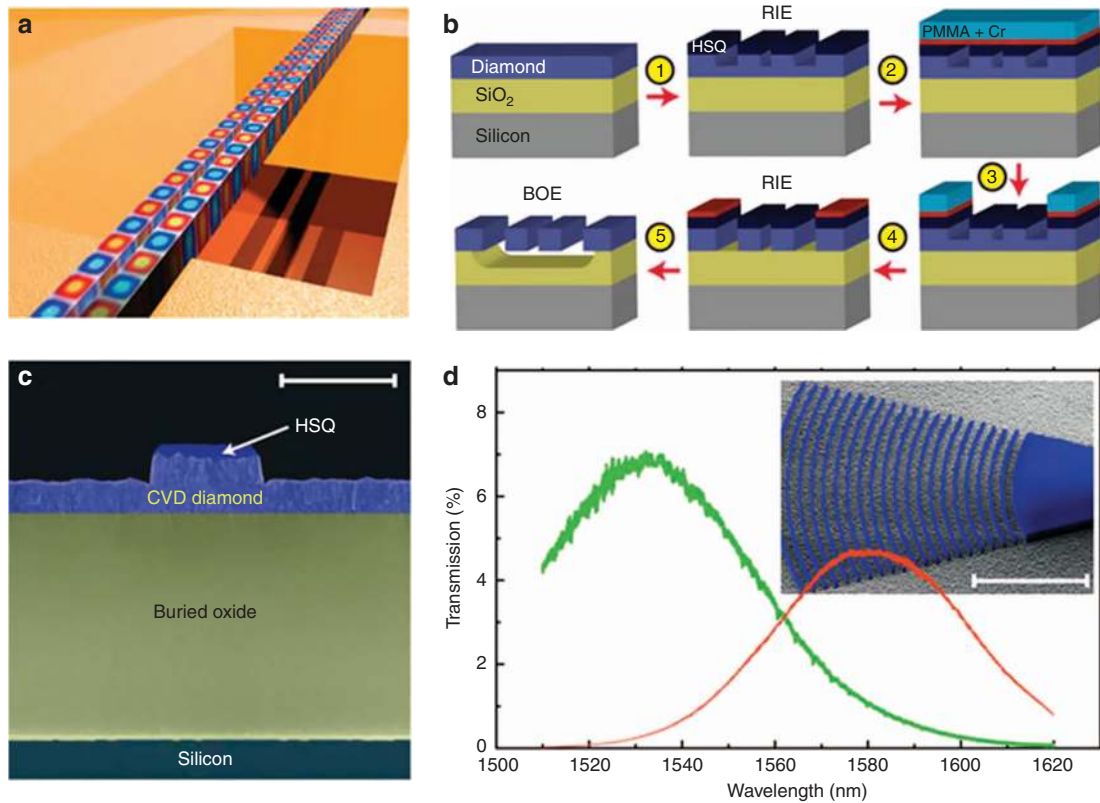 a
b
RIE
HSQ
PMMA + Cr
Diamond
1
2
SiO2
Silicon
3
BOE
RIE
5
4
c
HSQ
CVD diamond
Buried oxide
Silicon
d
8
6
4
2
0
Transmission (%)
1500
1520
1540
1560
1580
1600
1620
Wavelength (nm)